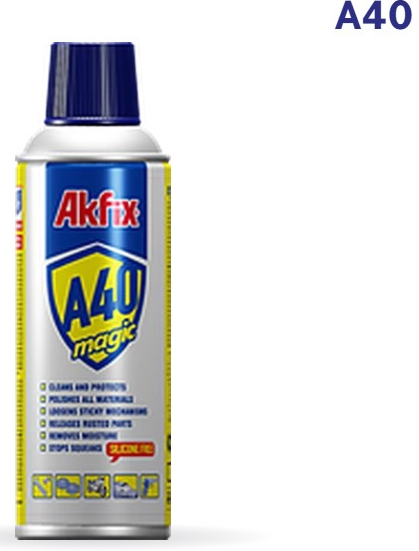 A40
Akfix
A40
magic
CLEANS AND PROTECTS
POLISHES ALL MATERIALS
LOOSENS STICKY MECHANISMS
RELEASES RUSTED PARTS
REMOVES MOISTURE
STOPS SQUEAKS SILICONE FREE